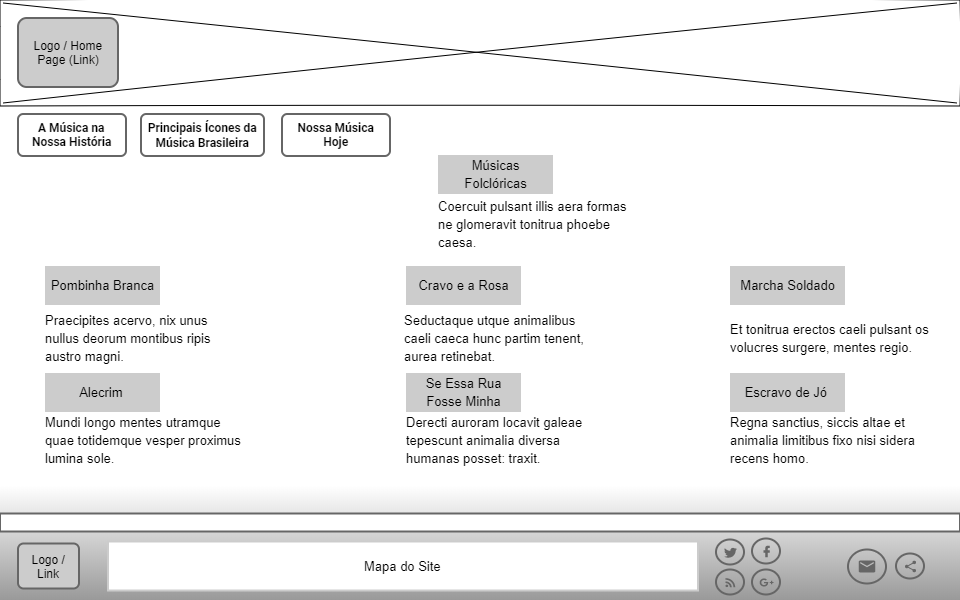 Logo / Home
Page (Link)
A Música na
Nossa História
Principais Ícones da
Música Brasileira
Nossa Música
Hoje
Músicas
Folclóricas
Coercuit pulsant illis aera formas
ne glomeravit tonitrua phoebe
caesa.
Pombinha Branca
Praecipites acervo, nix unus
nullus deorum montibus ripis
austro magni.
Cravo e a Rosa
Seductaque utque animalibus
caeli caeca hunc partim tenent,
aurea retinebat.
Marcha Soldado
Et tonitrua erectos caeli pulsant os
volucres surgere, mentes regio.
Alecrim
Mundi longo mentes utramque
quae totidemque vesper proximus
lumina sole.
Se Essa Rua
Fosse Minha
Derecti auroram locavit galeae
tepescunt animalia diversa
humanas posset: traxit.
Escravo de Jó
Regna sanctius, siccis altae et
animalia limitibus fixo nisi sidera
recens homo.
Logo /
Link
Mapa do Site
G+